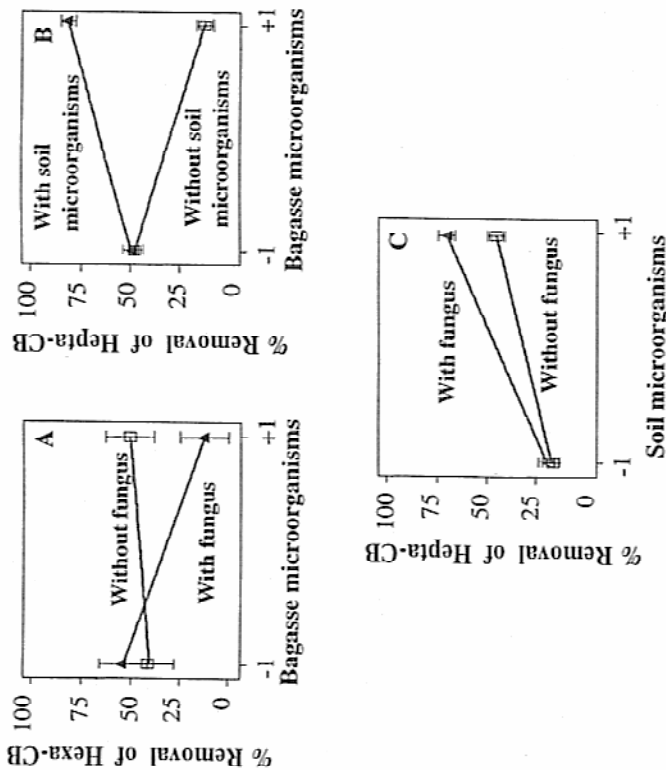 % Removal of Hexa-CB
100
75
50
25
0
A
Without fungus
With fungus
-1
+1
Bagasse microorganisms
% Removal of Hepta-CB
100
75
50
25
0
B
With soil
microorganisms
Without soil
microorganisms
-1
+1
Bagasse microorganisms
% Removal of Hepta-CB
100
75
50
25
0
C
With fungus
Without fungus
-1
+1
Soil microorganisms